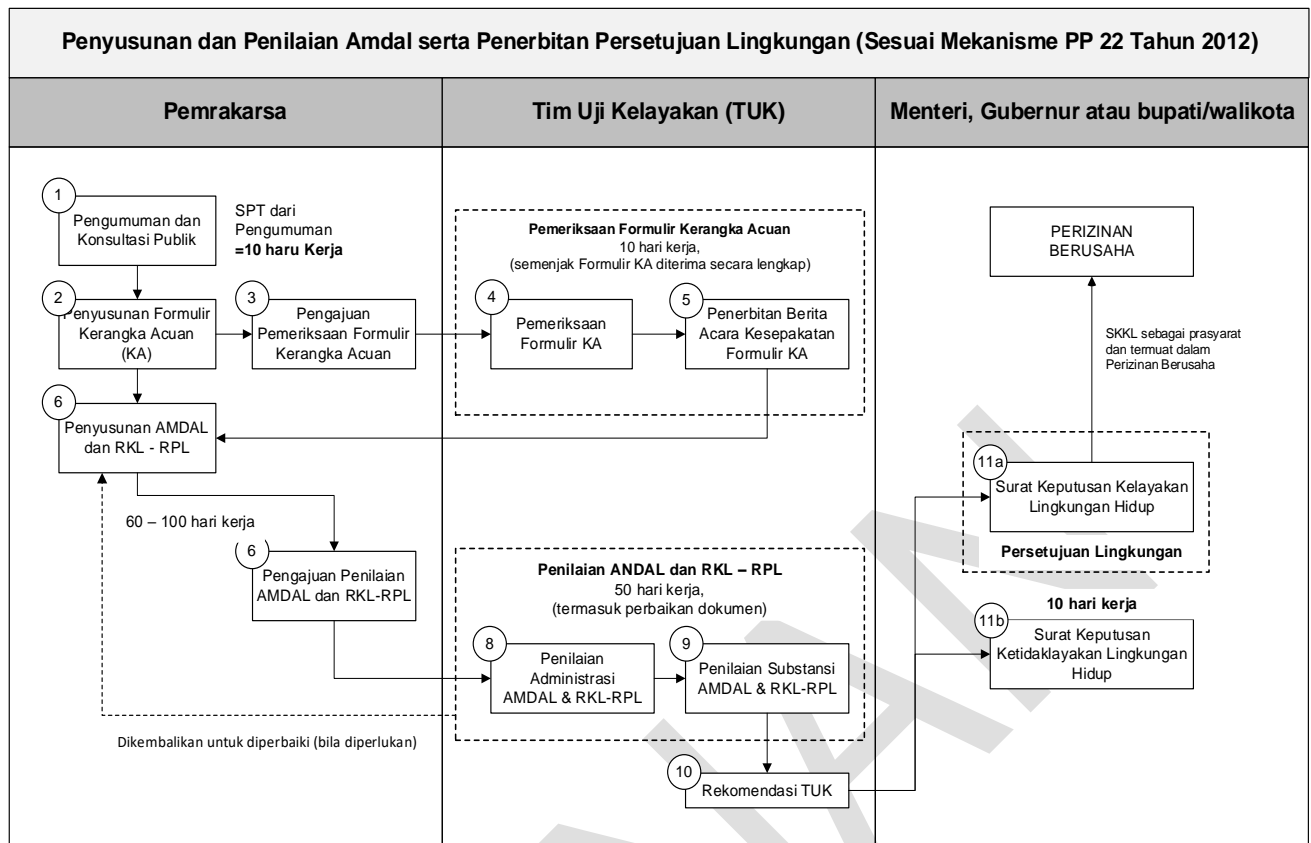 Penyusunan dan Penilaian Amdal serta Penerbitan Persetujuan Lingkungan (Sesuai Mekanisme PP 22 Tahun 2012)
Pemrakarsa
Tim Uji Kelayakan (TUK)
Menteri, Gubernur atau bupati/walikota
1
Pengumuman dan
Konsultasi Publik
SPT dari
Pengumuman
=10 haru Kerja
2
Penyusunan Formulir
Kerangka Acuan
(KA)
3
Pengajuan
Pemeriksaan Formulir
Kerangka Acuan
Pemeriksaan Formulir Kerangka Acuan
10 hari kerja,
(semenjak Formulir KA diterima secara lengkap)
4
Pemeriksaan
Formulir KA
5
Penerbitan Berita
Acara Kesepakatan
Formulir KA
PERIZINAN
BERUSAHA
SKKL sebagai prasyarat
dan termuat dalam
Perizinan Berusaha
6
Penyusunan AMDAL
dan RKL - RPL
60 – 100 hari kerja
6
Pengajuan Penilaian
AMDAL dan RKL-RPL
Penilaian ANDAL dan RKL – RPL
50 hari kerja,
(termasuk perbaikan dokumen)
8
Penilaian
Administrasi
AMDAL & RKL-RPL
9
Penilaian Substansi
AMDAL & RKL-RPL
10
Rekomendasi TUK
Dikembalikan untuk diperbaiki (bila diperlukan)
11a
Surat Keputusan Kelayakan
Lingkungan Hidup
Persetujuan Lingkungan
10 hari kerja
11b
Surat Keputusan
Ketidaklayakan Lingkungan
Hidup